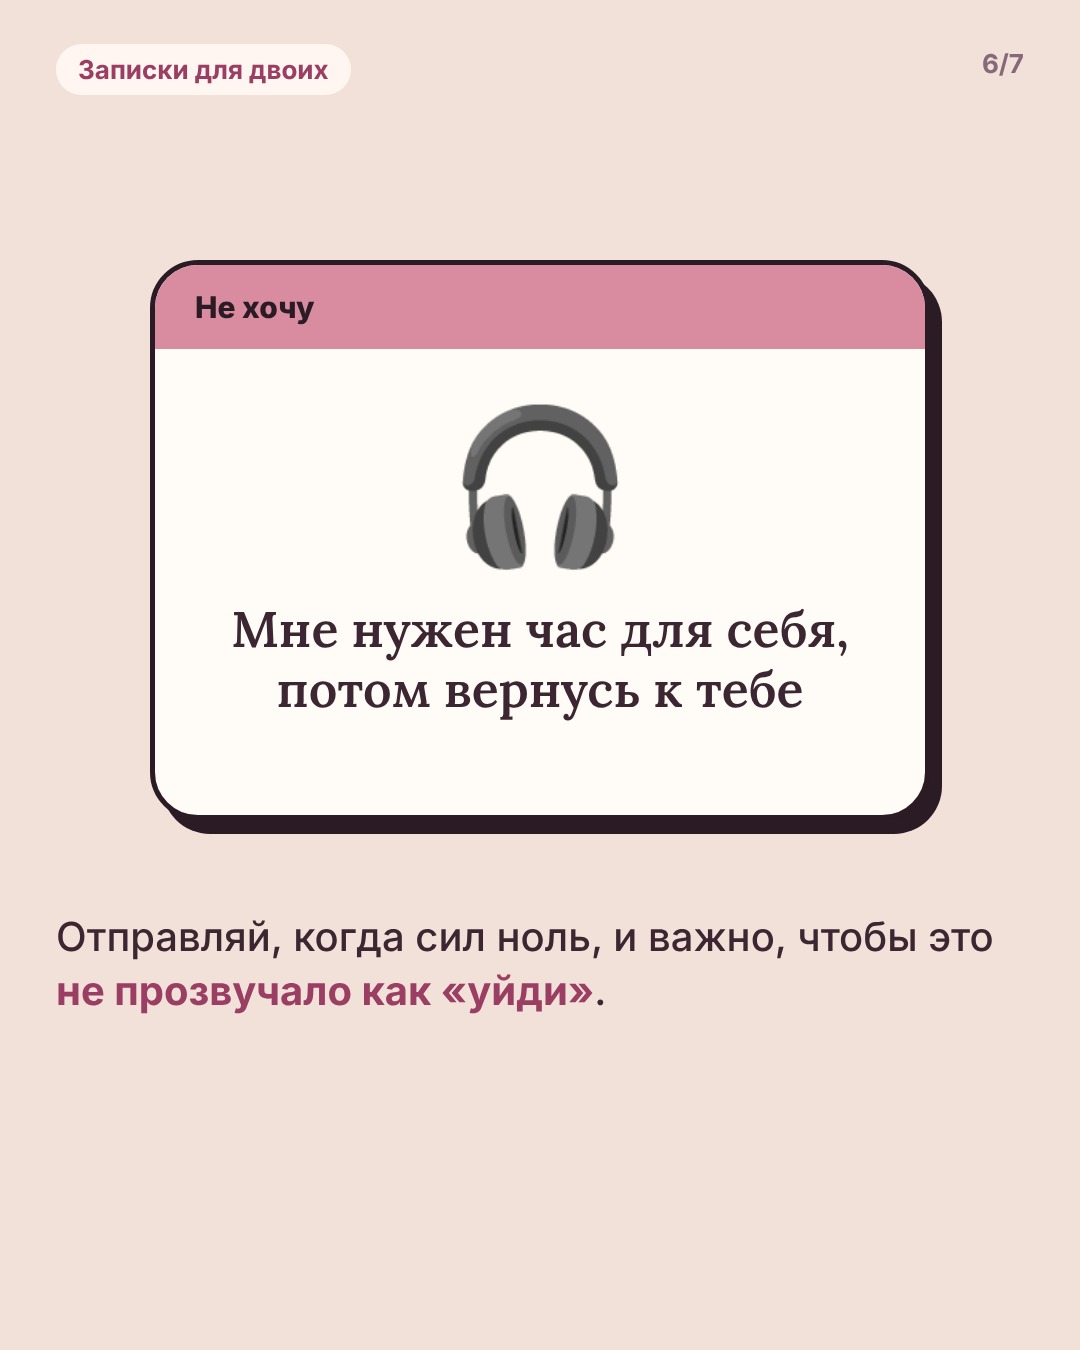 Записки для двоих
6/7
Не хочу
Мне нужен час для себя,
потом вернусь к тебе
Отправляй, когда сил ноль, и важно, чтобы это
не прозвучало как «уйди».